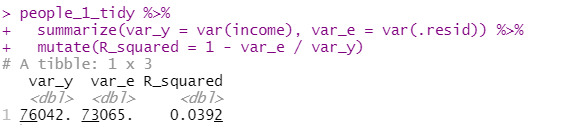 > people_1_tidy %>%
+   summarize(var_y = var(income), var_e = var(.resid)) %>%
+   mutate(R_squared = 1 - var_e / var_y)
# A tibble: 1 x 3
   var_y  var_e R_squared
   <dbl>  <dbl>     <dbl>
1 76042. 73065.    0.0392